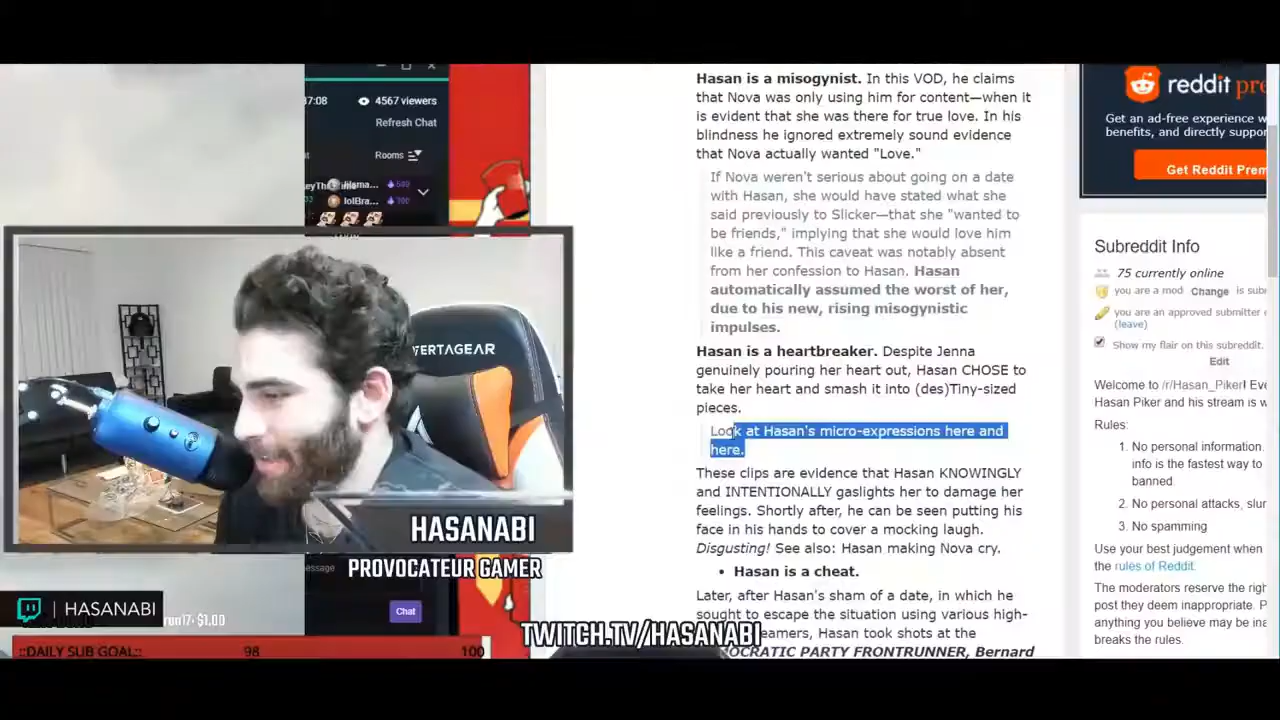 37:08
4567 viewers
Refresh Chat
Rooms
lilsma...
lolBra...
VERTAGEAR
HASANABI
PROVOCATEUR GAMER
Chat
| HASANABI
$1.00
::DAILY SUB GOAL::
98
100
TWITCH.TV/HASANABI
Hasan is a misogynist. In this VOD, he claims
that Nova was only using him for content—when it
is evident that she was there for true love. In his
blindness he ignored extremely sound evidence
that Nova actually wanted "Love."
If Nova weren't serious about going on a date
with Hasan, she would have stated what she
said previously to Slicker—that she "wanted to
be friends," implying that she would love him
like a friend. This caveat was notably absent
from her confession to Hasan. Hasan
automatically assumed the worst of her,
due to his new, rising misogynistic
impulses.
Hasan is a heartbreaker. Despite Jenna
genuinely pouring her heart out, Hasan CHOSE to
take her heart and smash it into (des)Tiny-sized
pieces.
Look at Hasan's micro-expressions here and
here.
These clips are evidence that Hasan KNOWINGLY
and INTENTIONALLY gaslights her to damage her
feelings. Shortly after, he can be seen putting his
face in his hands to cover a mocking laugh.
Disgusting! See also: Hasan making Nova cry.
• Hasan is a cheat.
Later, after Hasan's sham of a date, in which he
sought to escape the situation using various high-
eamers, Hasan took shots at the
OCRATIC PARTY FRONTRUNNER, Bernard
reddit pre
Get an ad-free experience w
benefits, and directly suppor
Get Reddit Prem
Subreddit Info
75 currently online
you are a mod Change is sub
you are an approved submitter o
(leave)
Show my flair on this subreddit.
Edit
Welcome to /r/Hasan_Piker! Eve
Hasan Piker and his stream is w
Rules:
1. No personal information.
info is the fastest way to
banned
2. No personal attacks, slur
3. No spamming
Use your best judgement when
the rules of Reddit.
The moderators reserve the righ
post they deem inappropriate. P
anything you believe may be ina
breaks the rules.